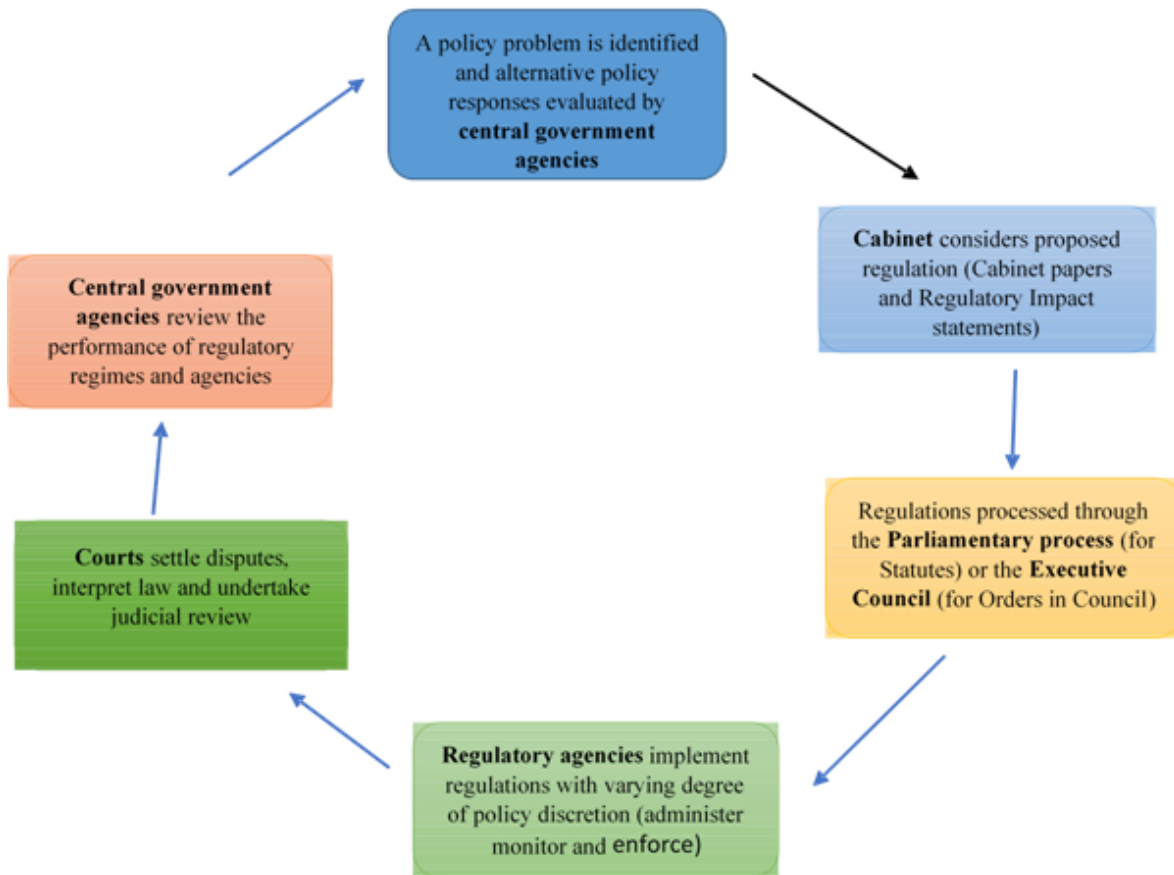 A policy problem is identified
and alternative policy
responses evaluated by
central government
agencies
Cabinet considers proposed
regulation (Cabinet papers
and Regulatory Impact
statements)
Regulations processed through
the Parliamentary process (for
Statutes) or the Executive
Council (for Orders in Council)
Regulatory agencies implement
regulations with varying degree
of policy discretion (administer
monitor and enforce)
Courts settle disputes,
interpret law and undertake
judicial review
Central government
agencies review the
performance of regulatory
regimes and agencies